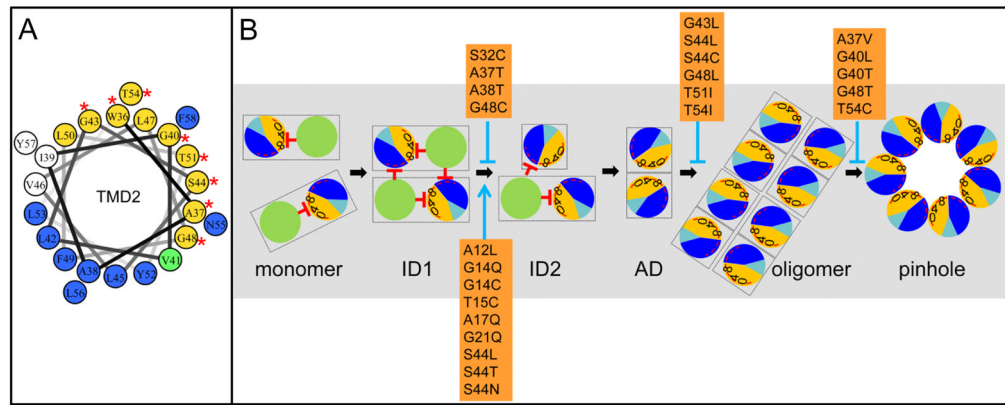 A
T54
W36
G43
L47
F58
L50
G40
Y57
I39
T51
V46
TMD2
S44
L53
A37
N55
L42
G48
F49
V41
A38
Y52
L45
L56
B
S32C
A37T
A38T
G48C
G43L
S44L
S44C
G48L
T51I
T54I
A37V
G40L
G40T
G48T
T54C
monomer
ID1
ID2
AD
oligomer
pinhole
A12L
G14Q
G14C
T15C
A17Q
G21Q
S44L
S44T
S44N